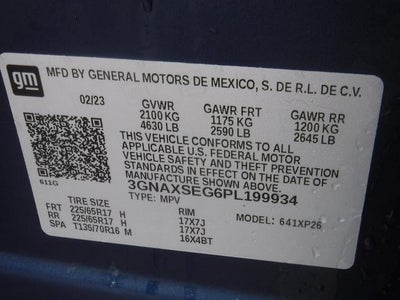 gm
MFD BY GENERAL MOTORS DE MEXICO, S. DE R.L. DE C.V.
02/23 GVWR GAWR FRT GAWR RR
2100 KG 1175 KG 1200 KG
4630 LB 2590 LB 2645 LB
THIS VEHICLE CONFORMS TO ALL
APPLICABLE U.S. FEDERAL MOTOR
VEHICLE SAFETY AND THEFT PREVENTION
STANDARDS IN EFFECT ON THE DATE OF
MANUFACTURE SHOWN ABOVE.
611G 3GNAXSEG6PL199934
TYPE: MPV MODEL: 641XP26
TIRE SIZE RIM
FRT 225/65R17 H 17X7J
RR 225/65R17 H 17X7J
SPA T135/70R16 M 16X4BT